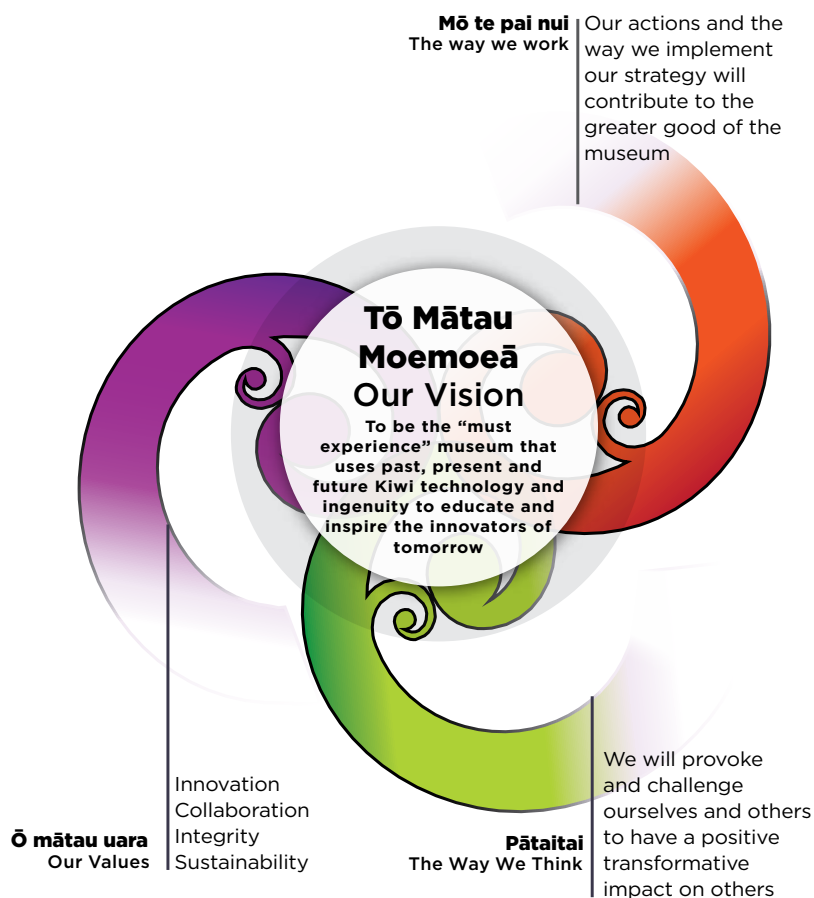 Mō te pai nui
The way we work
Our actions and the
way we implement
our strategy will
contribute to the
greater good of the
museum
Tō Mātau
Moemoeā
Our Vision
To be the “must
experience” museum that
uses past, present and
future Kiwi technology and
ingenuity to educate and
inspire the innovators of
tomorrow
Ō mātau uara
Our Values
Innovation
Collaboration
Integrity
Sustainability
Pātaitai
The Way We Think
We will provoke
and challenge
ourselves and others
to have a positive
transformative
impact on others